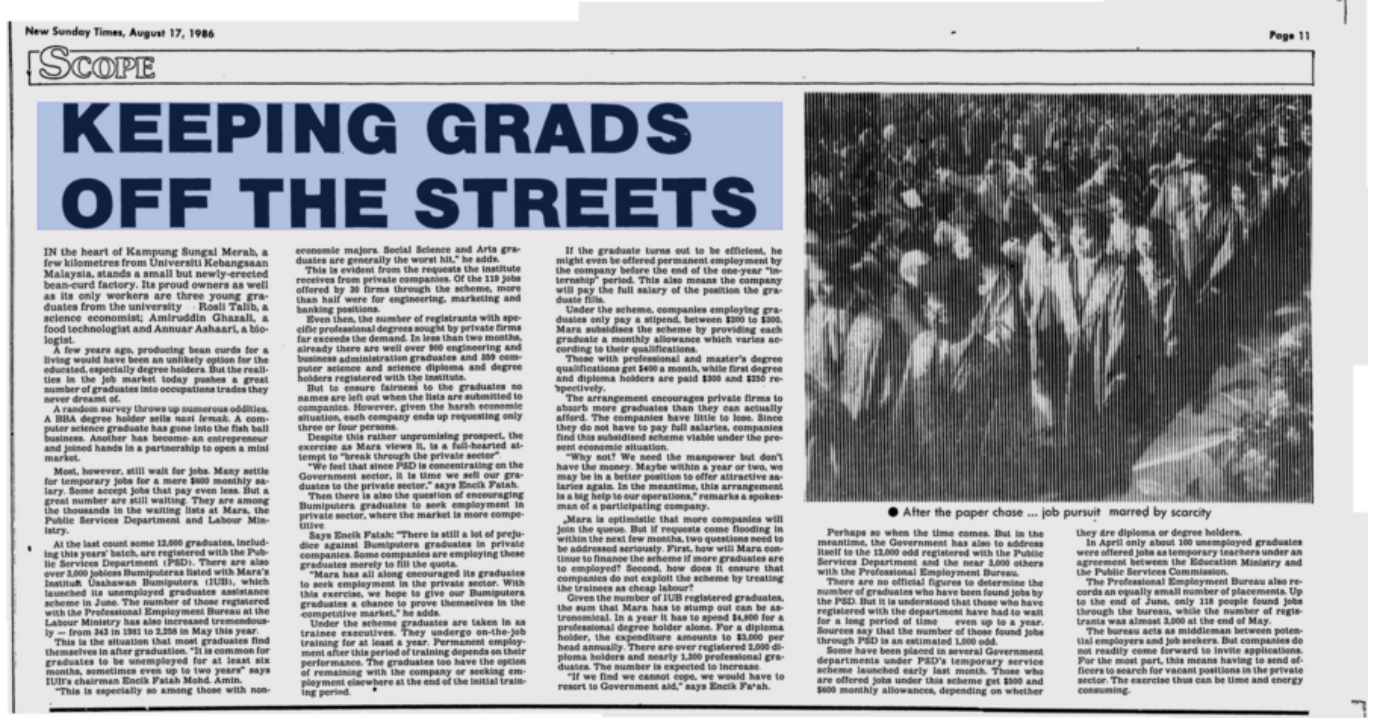 New Sunday Times, August 17, 1986
Page 11
SCOPE
KEEPING GRADS
OFF THE STREETS
IN the heart of Kampung Sungai Merab, a
few kilometres from Universiti Kebangsaan
Malaysia, stands a small but newly-erected
bean-curd factory. Its proud owners as well
as its only workers are three young gra-
duates from the university Rosli Talib, a
science economist; Amiruddin Ghazali, a
food technologist and Annuar Ashaari, a bio-
logist.
A few years ago, producing bean curds for a
living would have been an unlikely option for the
educated, especially degree holders. But the reali-
ties in the job market today pushes a great
number of graduates into occupations trades they
never dreamt of.
A random survey throws up numerous oddities.
A BBA degree holder sells nasi lemak. A com-
puter science graduate has gone into the fish ball
business. Another has become an entrepreneur
and joined hands in a partnership to open a mini
market.
Most, however, still wait for jobs. Many settle
for temporary jobs for a mere $600 monthly sa-
lary. Some accept jobs that pay even less. But a
great number are still waiting. They are among
the thousands in the waiting lists at Mara, the
Public Services Department and Labour Min-
istry.
At the last count some 12,000 graduates, includ-
ing this years' batch, are registered with the Pub-
lic Services Department (PSD). There are also
over 3,000 jobless Bumiputeras listed with Mara's
Institut Usahawan Bumiputera (IUB), which
launched its unemployed graduates assistance
scheme in June. The number of those registered
with the Professional Employment Bureau at the
Labour Ministry has also increased tremendous-
ly — from 343 in 1981 to 2,258 in May this year.
This is the situation that most graduates find
themselves in after graduation. "It is common for
graduates to be unemployed for at least six
months, sometimes even up to two years" says
IUB's chairman Encik Fatah Mohd. Amin.
"This is especially so among those with non-
economic majors. Social Science and Arts gra-
duates are generally the worst hit," he adds.
This is evident from the requests the institute
receives from private companies. Of the 119 jobs
offered by 30 firms through the scheme, more
than half were for engineering, marketing and
banking positions.
Even then, the number of registrants with spe-
cific professional degrees sought by private firms
far exceeds the demand. In less than two months,
already there are well over 900 engineering and
business administration graduates and 359 com-
puter science and science diploma and degree
holders registered with the institute.
But to ensure fairness to the graduates no
names are left out when the lists are submitted to
companies. However, given the harsh economic
situation, each company ends up requesting only
three or four persons.
Despite this rather unpromising prospect, the
exercise as Mara views it, is a full-hearted at-
tempt to "break through the private sector".
"We feel that since PSD is concentrating on the
Government sector, it is time we sell our gra-
duates to the private sector," says Encik Fatah.
Then there is also the question of encouraging
Bumiputera graduates to seek employment in
private sector, where the market is more compe-
titive
Says Encik Fatah: "There is still a lot of preju-
dice against Bumiputera graduates in private
companies. Some companies are employing these
graduates merely to fill the quota.
"Mara has all along encouraged its graduates
to seek employment in the private sector. With
this exercise, we hope to give our Bumiputera
graduates a chance to prove themselves in the
competitive market," he adds.
Under the scheme graduates are taken in as
trainee executives. They undergo on-the-job
training for at least a year. Permanent employ-
ment after this period of training depends on their
performance. The graduates too have the option
of remaining with the company or seeking em-
ployment elsewhere at the end of the initial train-
ing period.
If the graduate turns out to be efficient, he
might even be offered permanent employment by
the company before the end of the one-year "in-
ternship" period. This also means the company
will pay the full salary of the position the gra-
duate fills.
Under the scheme, companies employing gra-
duates only pay a stipend, between $200 to $300.
Mara subsidises the scheme by providing each
graduate a monthly allowance which varies ac-
cording to their qualifications.
Those with professional and master's degree
qualifications get $400 a month, while first degree
and diploma holders are paid $300 and $250 re-
spectively.
The arrangement encourages private firms to
absorb more graduates than they can actually
afford. The companies have little to lose. Since
they do not have to pay full salaries, companies
find this subsidised scheme viable under the pre-
sent economic situation.
"Why not? We need the manpower but don't
have the money. Maybe within a year or two, we
may be in a better position to offer attractive sa-
laries again. In the meantime, this arrangement
is a big help to our operations," remarks a spokes-
man of a participating company.
Mara is optimistic that more companies will
join the queue. But if requests come flooding in
within the next few months, two questions need to
be addressed seriously. First, how will Mara con-
tinue to finance the scheme if more graduates are
to employed? Second, how does it ensure that
companies do not exploit the scheme by treating
the trainees as cheap labour?
Given the number of IUB registered graduates,
the sum that Mara has to stump out can be as-
tronomical. In a year it has to spend $4,800 for a
professional degree holder alone. For a diploma
holder, the expenditure amounts to $3,000 per
head annually. There are over registered 2,000 di-
ploma holders and nearly 1,300 professional gra-
duates. The number is expected to increase.
"If we find we cannot cope, we would have to
resort to Government aid," says Encik Fatah.
● After the paper chase ... job pursuit marred by scarcity
Perhaps so when the time comes. But in the
meantime, the Government has also to address
itself to the 12,000 odd registered with the Public
Services Department and the near 3,000 others
with the Professional Employment Bureau.
There are no official figures to determine the
number of graduates who have been found jobs by
the PSD. But it is understood that those who have
registered with the department have had to wait
for a long period of time even up to a year.
Sources say that the number of those found jobs
through PSD is an estimated 1,000 odd.
Some have been placed in several Government
departments under PSD's temporary service
scheme launched early last month. Those who
are offered jobs under this scheme get $500 and
$600 monthly allowances, depending on whether
they are diploma or degree holders.
In April only about 100 unemployed graduates
were offered jobs as temporary teachers under an
agreement between the Education Ministry and
the Public Services Commission.
The Professional Employment Bureau also re-
cords an equally small number of placements. Up
to the end of June, only 118 people found jobs
through the bureau, while the number of regis-
trants was almost 3,000 at the end of May.
The bureau acts as middleman between poten-
tial employers and job seekers. But companies do
not readily come forward to invite applications.
For the most part, this means having to send of-
ficers to search for vacant positions in the private
sector. The exercise thus can be time and energy
consuming.